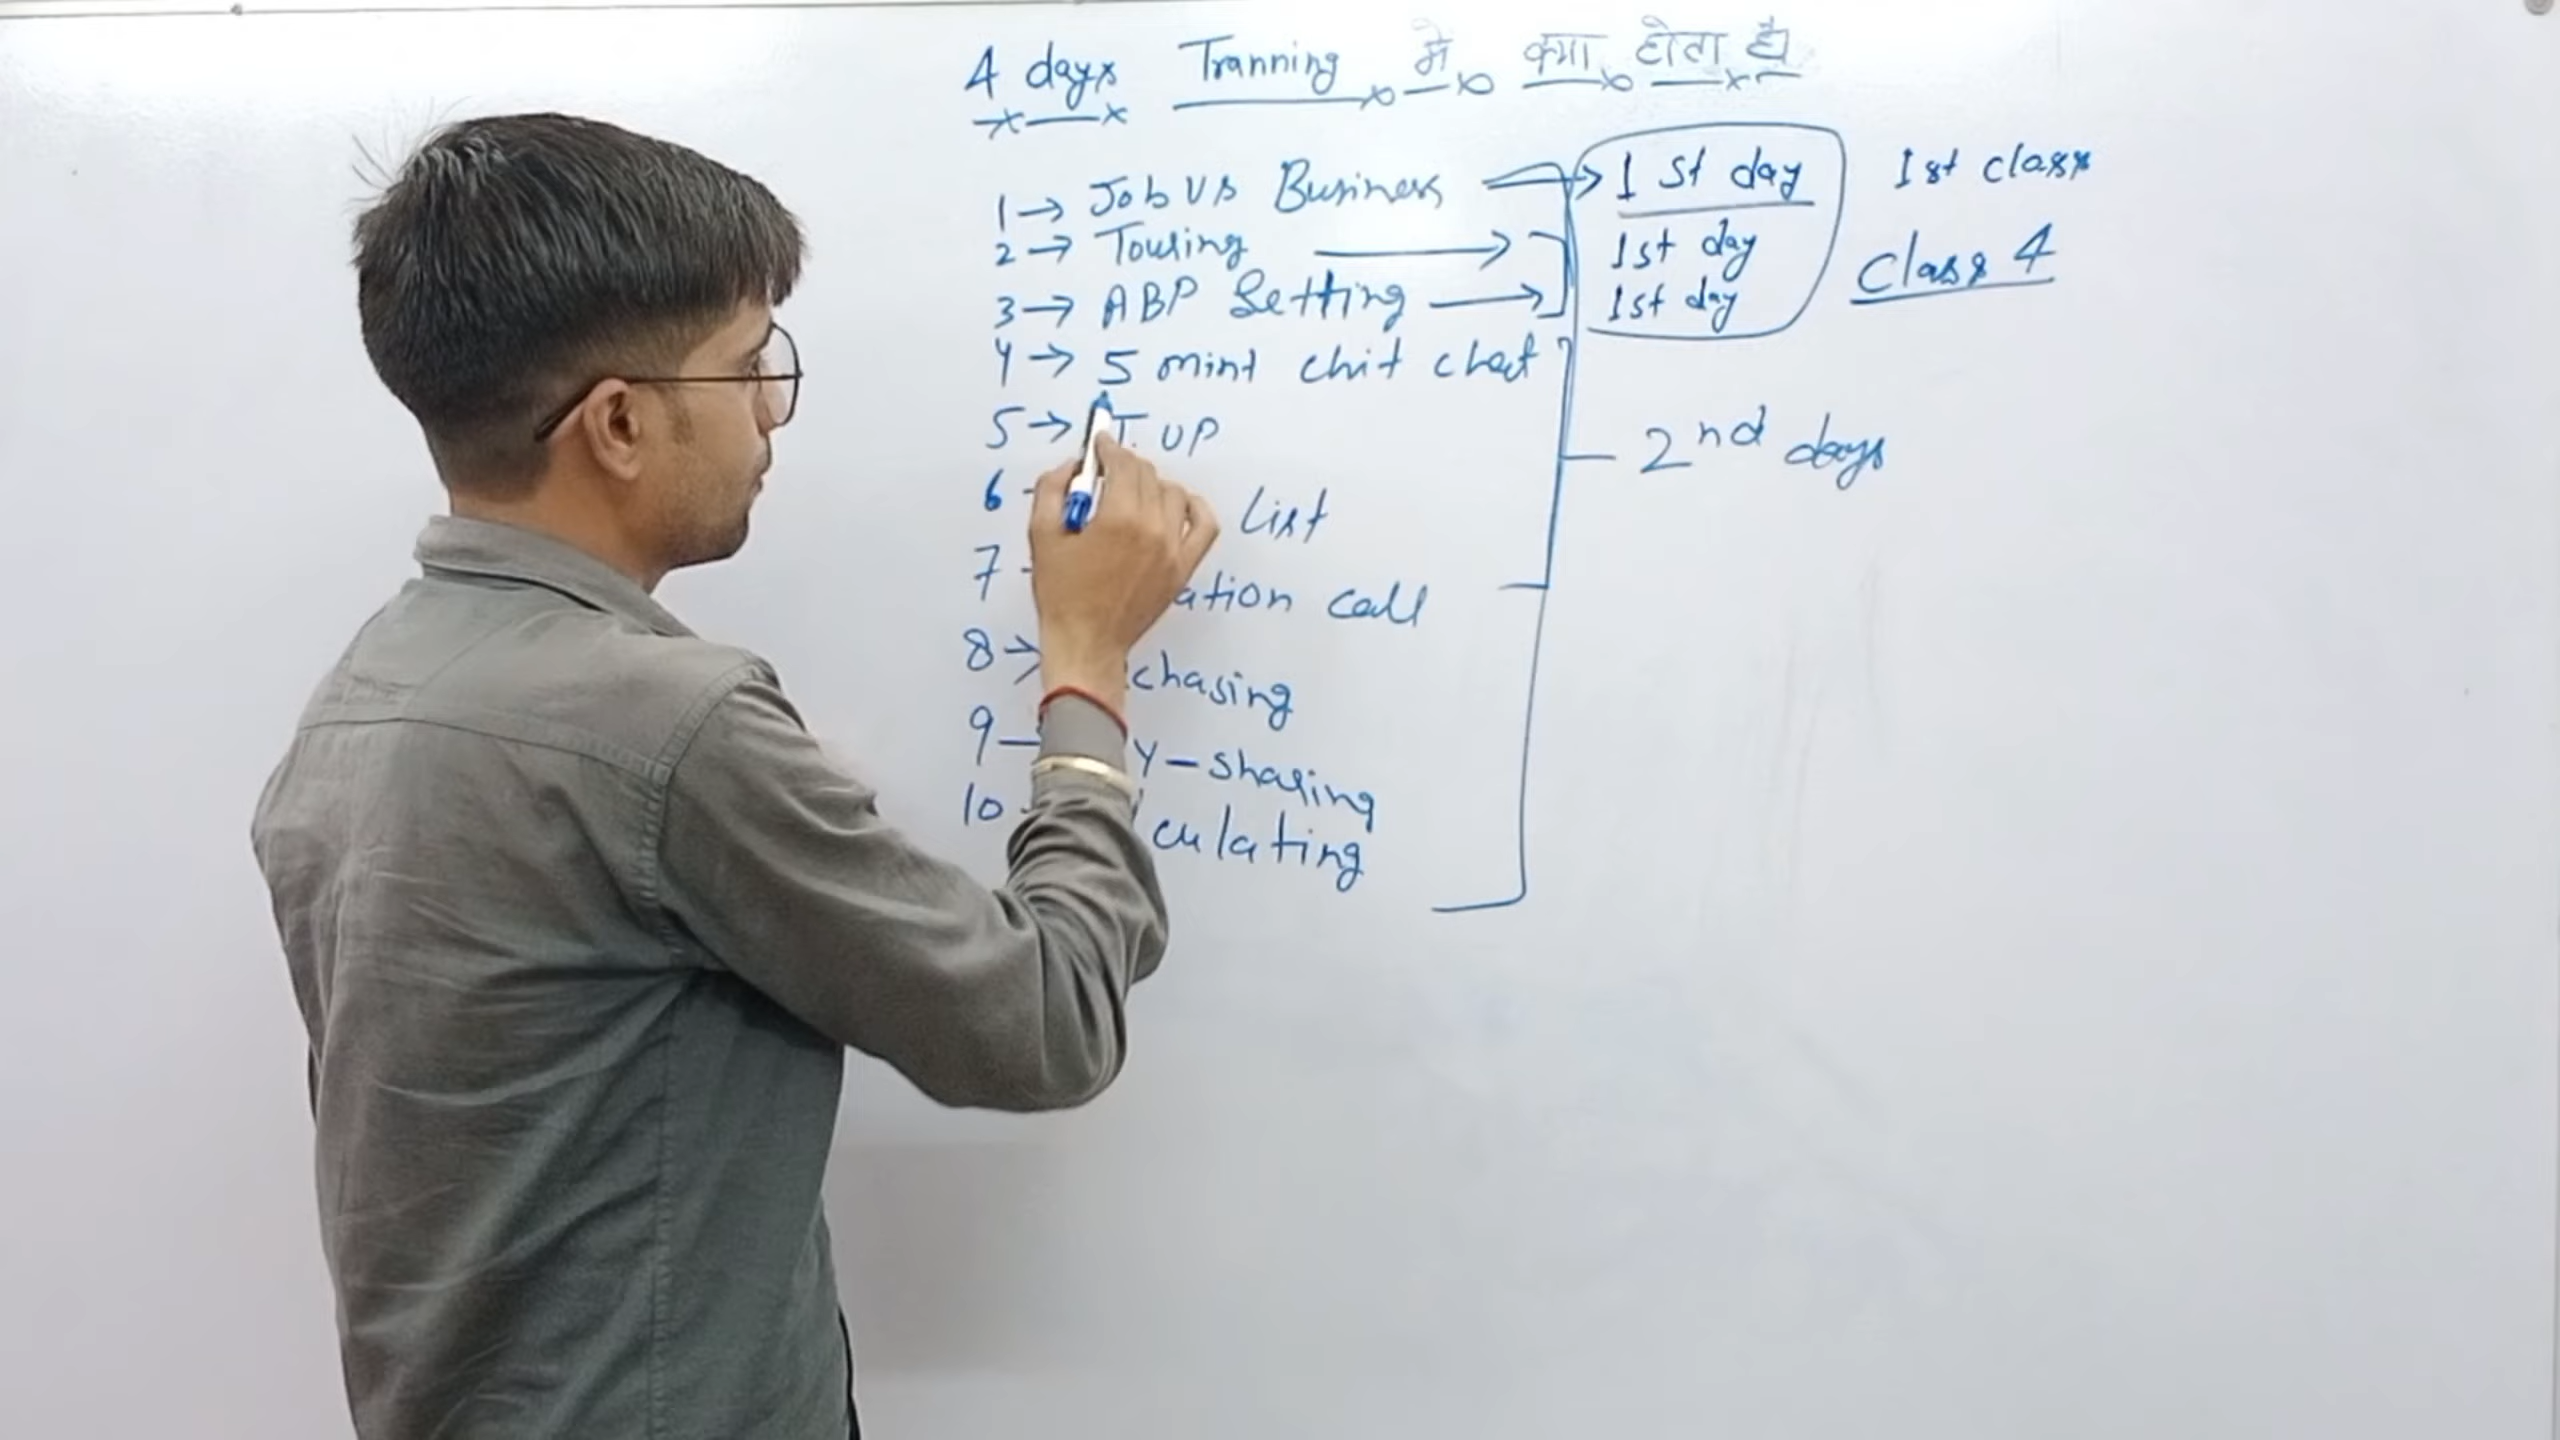 4 days Tranning मे क्या होता है
1 → Job VS Business → 1 st day 1st class
2 → Touring → 1st day Class 4
3 → ABP Setting → 1st day
4 → 5 mint chit chat
5 → T. UP 2nd days
6 - List
7 - ation call
8 → chasing
9 - y - sharing
10 - culating